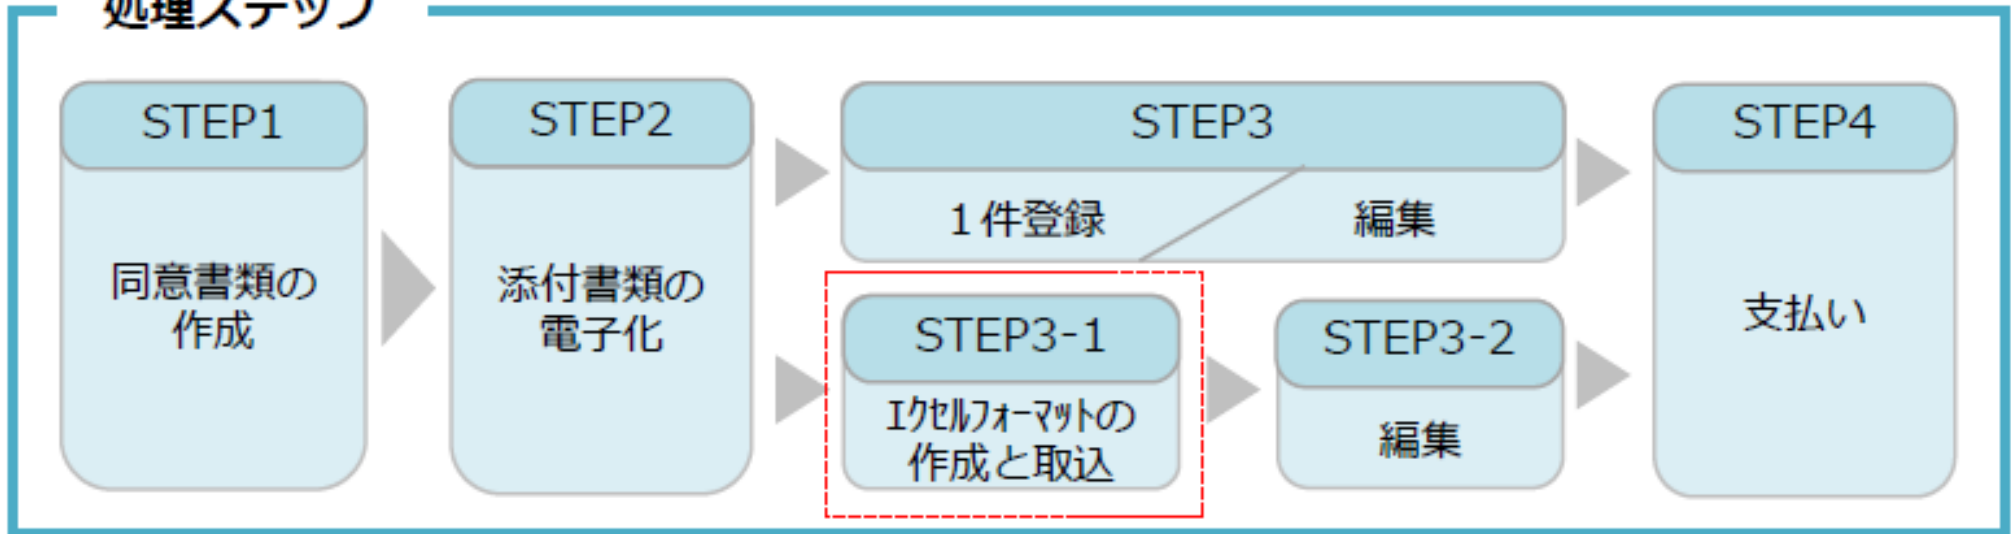 処理ステップ
STEP1
同意書類の
作成
STEP2
添付書類の
電子化
STEP3
１件登録
編集
STEP3-1
ｴｸｾﾙﾌｫｰﾏｯﾄの
作成と取込
STEP3-2
編集
STEP4
支払い